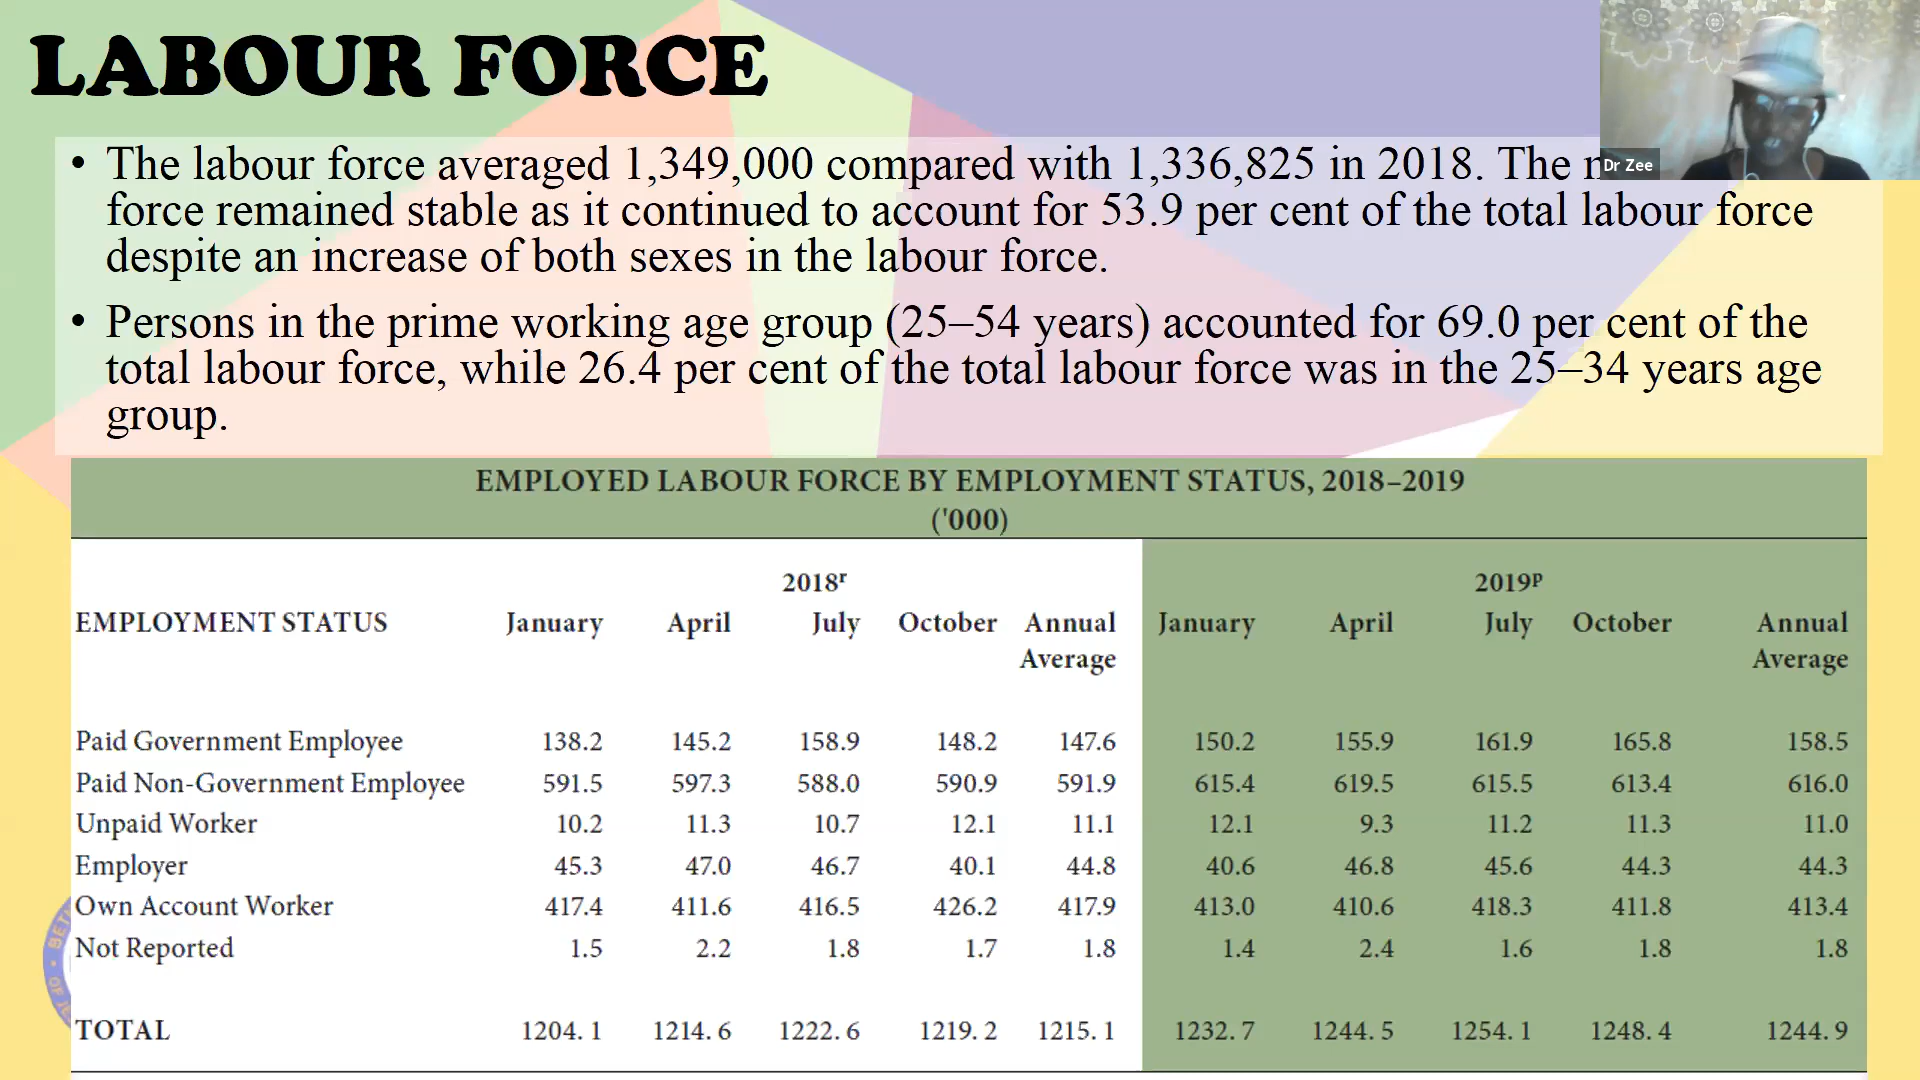 LABOUR FORCE
• The labour force averaged 1,349,000 compared with 1,336,825 in 2018. The
Dr Zee
force remained stable as it continued to account for 53.9 per cent of the total labour force
despite an increase of both sexes in the labour force.
• Persons in the prime working age group (25–54 years) accounted for 69.0 per cent of the
total labour force, while 26.4 per cent of the total labour force was in the 25–34 years age
group.
EMPLOYED LABOUR FORCE BY EMPLOYMENT STATUS, 2018–2019
('000)
2018r 2019p
EMPLOYMENT STATUS January April July October Annual Average January April July October Annual Average
Paid Government Employee 138.2 145.2 158.9 148.2 147.6 150.2 155.9 161.9 165.8 158.5
Paid Non-Government Employee 591.5 597.3 588.0 590.9 591.9 615.4 619.5 615.5 613.4 616.0
Unpaid Worker 10.2 11.3 10.7 12.1 11.1 12.1 9.3 11.2 11.3 11.0
Employer 45.3 47.0 46.7 40.1 44.8 40.6 46.8 45.6 44.3 44.3
Own Account Worker 417.4 411.6 416.5 426.2 417.9 413.0 410.6 418.3 411.8 413.4
Not Reported 1.5 2.2 1.8 1.7 1.8 1.4 2.4 1.6 1.8 1.8
TOTAL 1204. 1 1214. 6 1222. 6 1219. 2 1215. 1 1232. 7 1244. 5 1254. 1 1248. 4 1244. 9